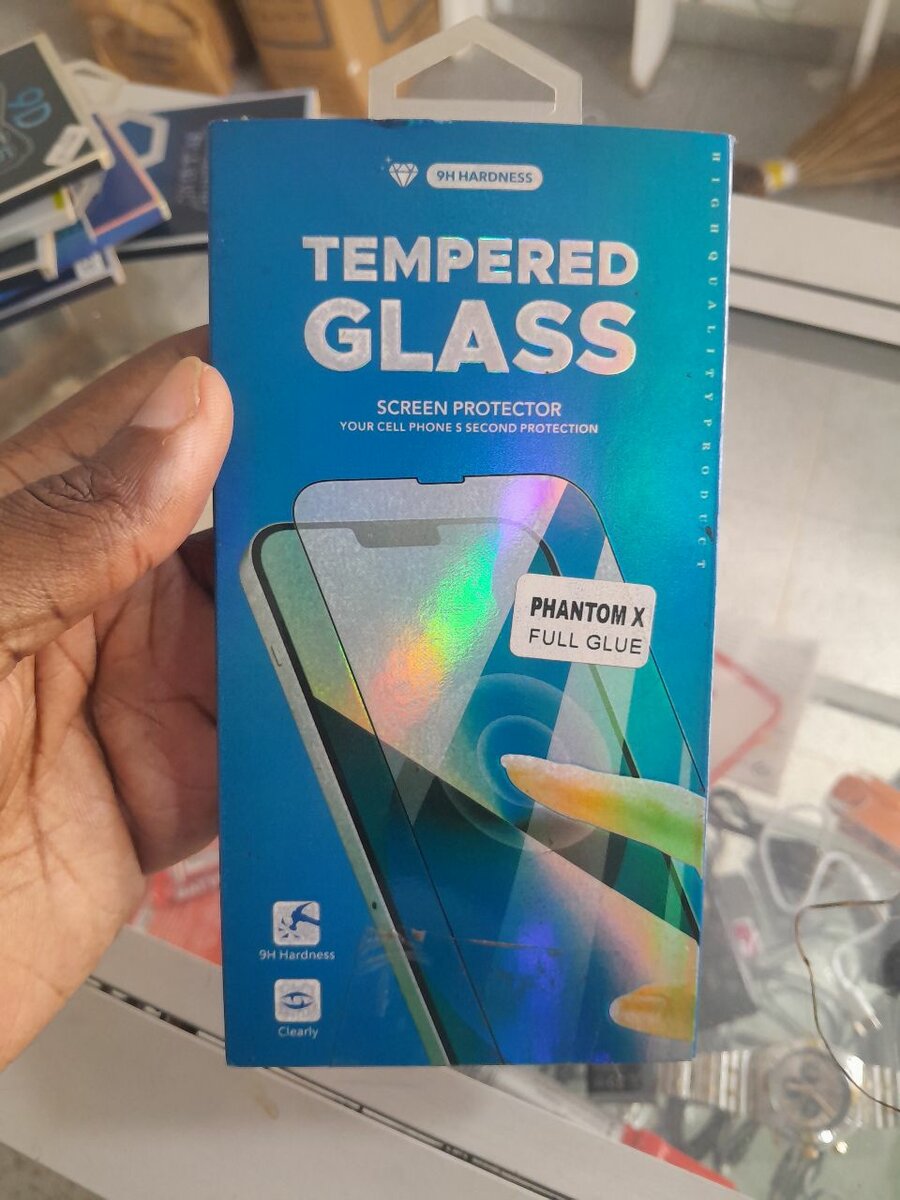 9H HARDNESS
TEMPERED
GLASS
SCREEN PROTECTOR
YOUR CELL PHONE S SECOND PROTECTION
HIGH QUALITY PRODUCT
PHANTOM X
FULL GLUE
9H Hardness
Clearly
9D